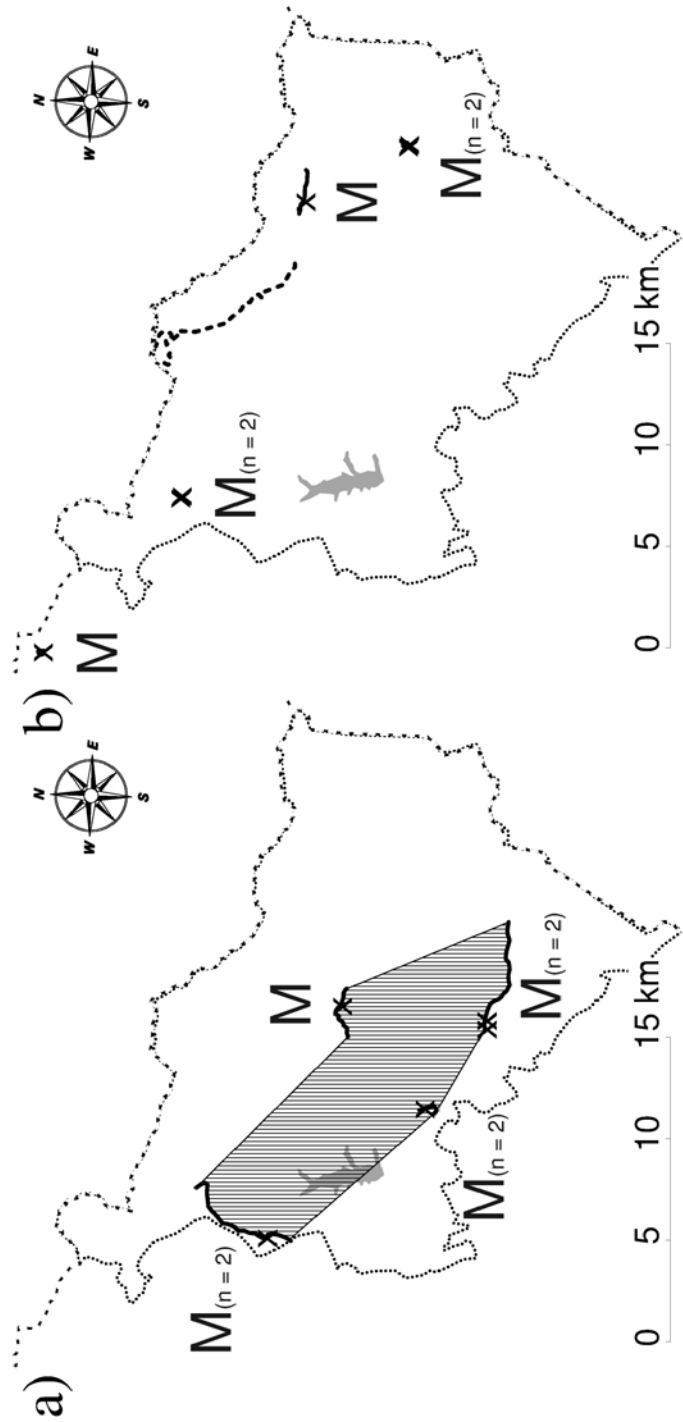 a)
N
W
E
S
M
M(n = 2)
M(n = 2)
M(n = 2)
0 5 10 15 km
b)
N
W
E
S
M
M(n = 2)
M
M(n = 2)
0 5 10 15 km